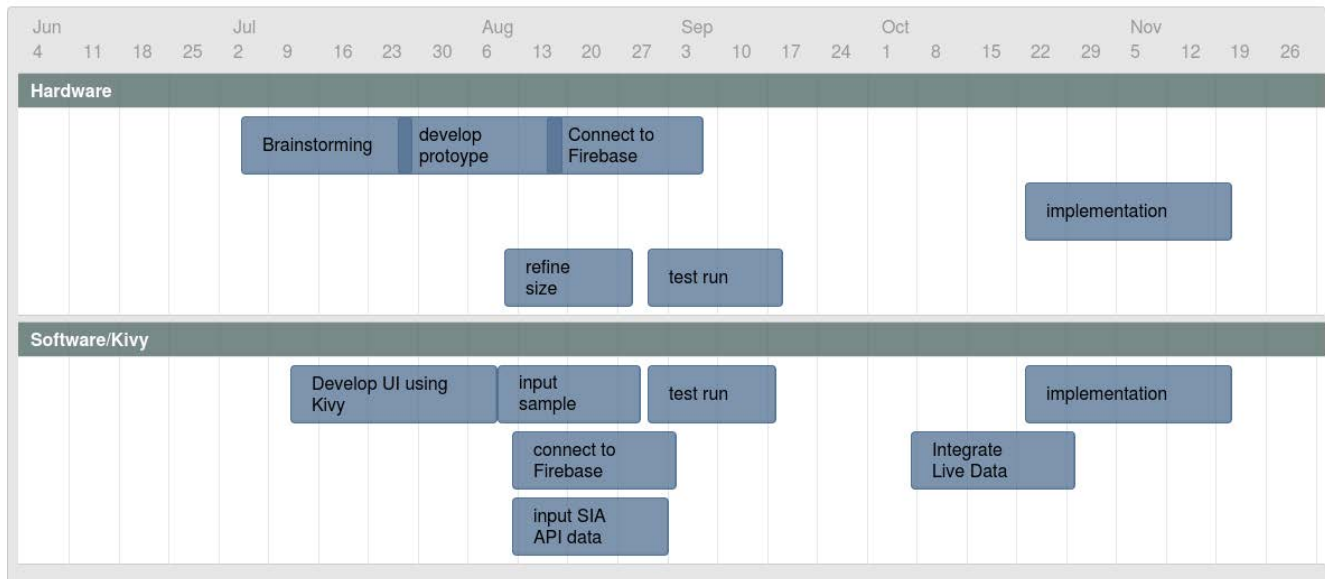 Jun Jul Aug Sep Oct Nov
4 11 18 25 2 9 16 23 30 6 13 20 27 3 10 17 24 1 8 15 22 29 5 12 19 26
Hardware
Brainstorming
develop
protoype
Connect to
Firebase
implementation
refine
size
test run
Software/Kivy
Develop UI using
Kivy
input
sample
test run
implementation
connect to
Firebase
Integrate
Live Data
input SIA
API data